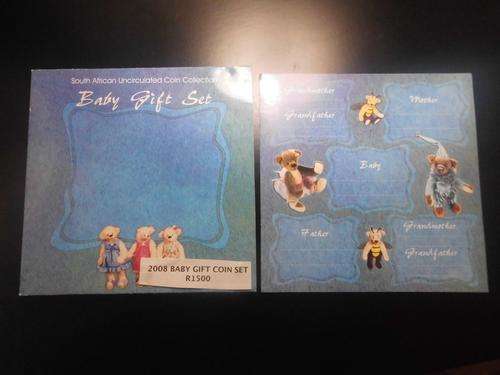 South African Uncirculated Coin Collection
Baby Gift Set
2008 BABY GIFT COIN SET
R1500
Grandmother
Grandfather
Mother
Baby
Father
Grandmother
Grandfather